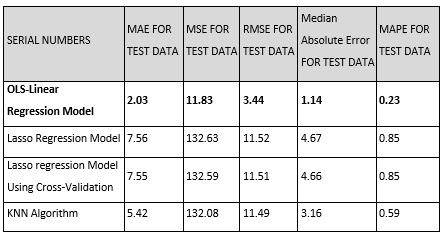 SERIAL NUMBERS
MAE FOR
TEST DATA
MSE FOR
TEST DATA
RMSE FOR
TEST DATA
Median
Absolute Error
FOR TEST DATA
MAPE FOR
TEST DATA
OLS-Linear
Regression Model
2.03
11.83
3.44
1.14
0.23
Lasso Regression Model
7.56
132.63
11.52
4.67
0.85
Lasso regression Model
Using Cross-Validation
7.55
132.59
11.51
4.66
0.85
KNN Algorithm
5.42
132.08
11.49
3.16
0.59